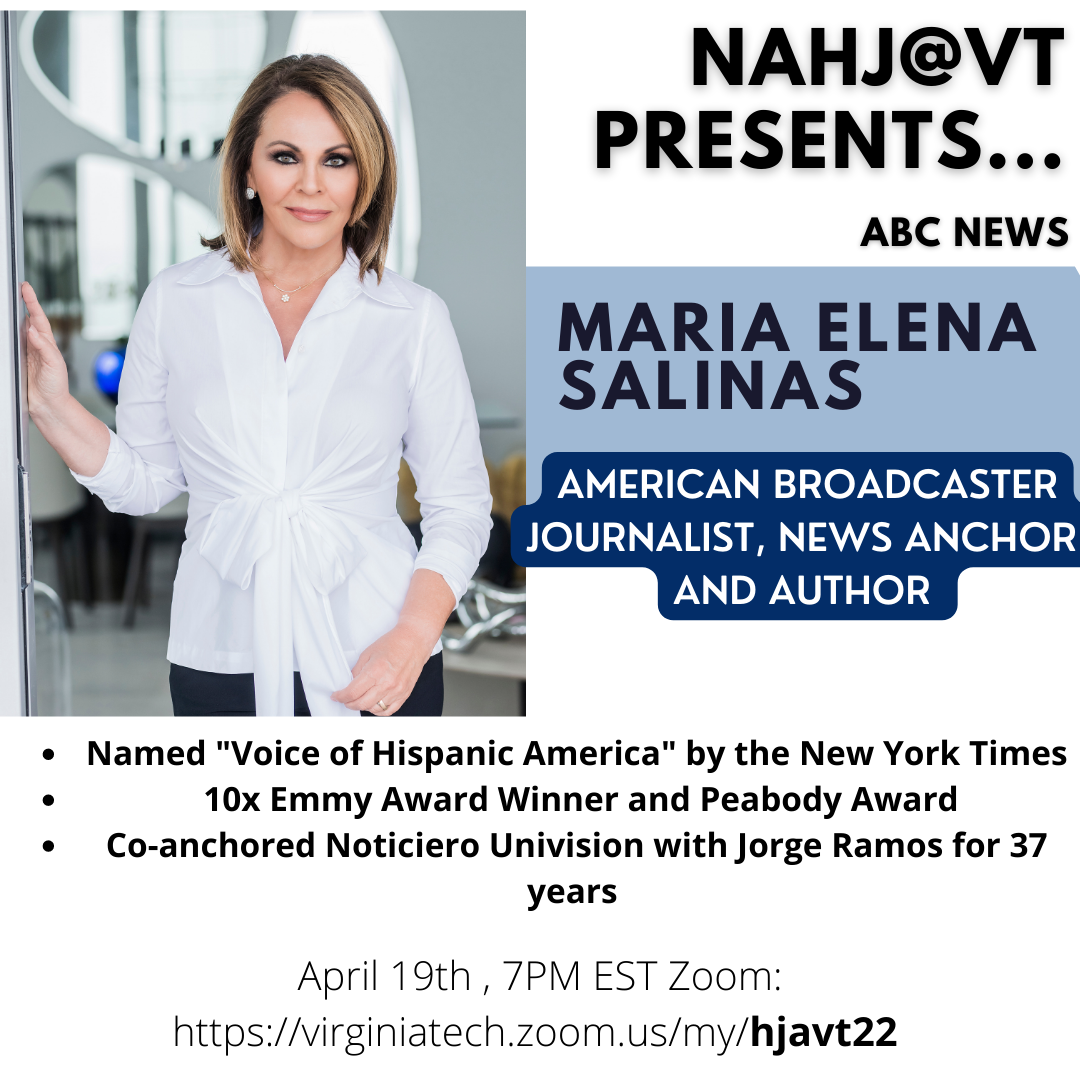 NAHJ@VT
PRESENTS...
ABC NEWS
MARIA ELENA
SALINAS
AMERICAN BROADCASTER
JOURNALIST, NEWS ANCHOR
AND AUTHOR
• Named "Voice of Hispanic America" by the New York Times
• 10x Emmy Award Winner and Peabody Award
• Co-anchored Noticiero Univision with Jorge Ramos for 37
years
April 19th , 7PM EST Zoom:
https://virginiatech.zoom.us/my/hjavt22